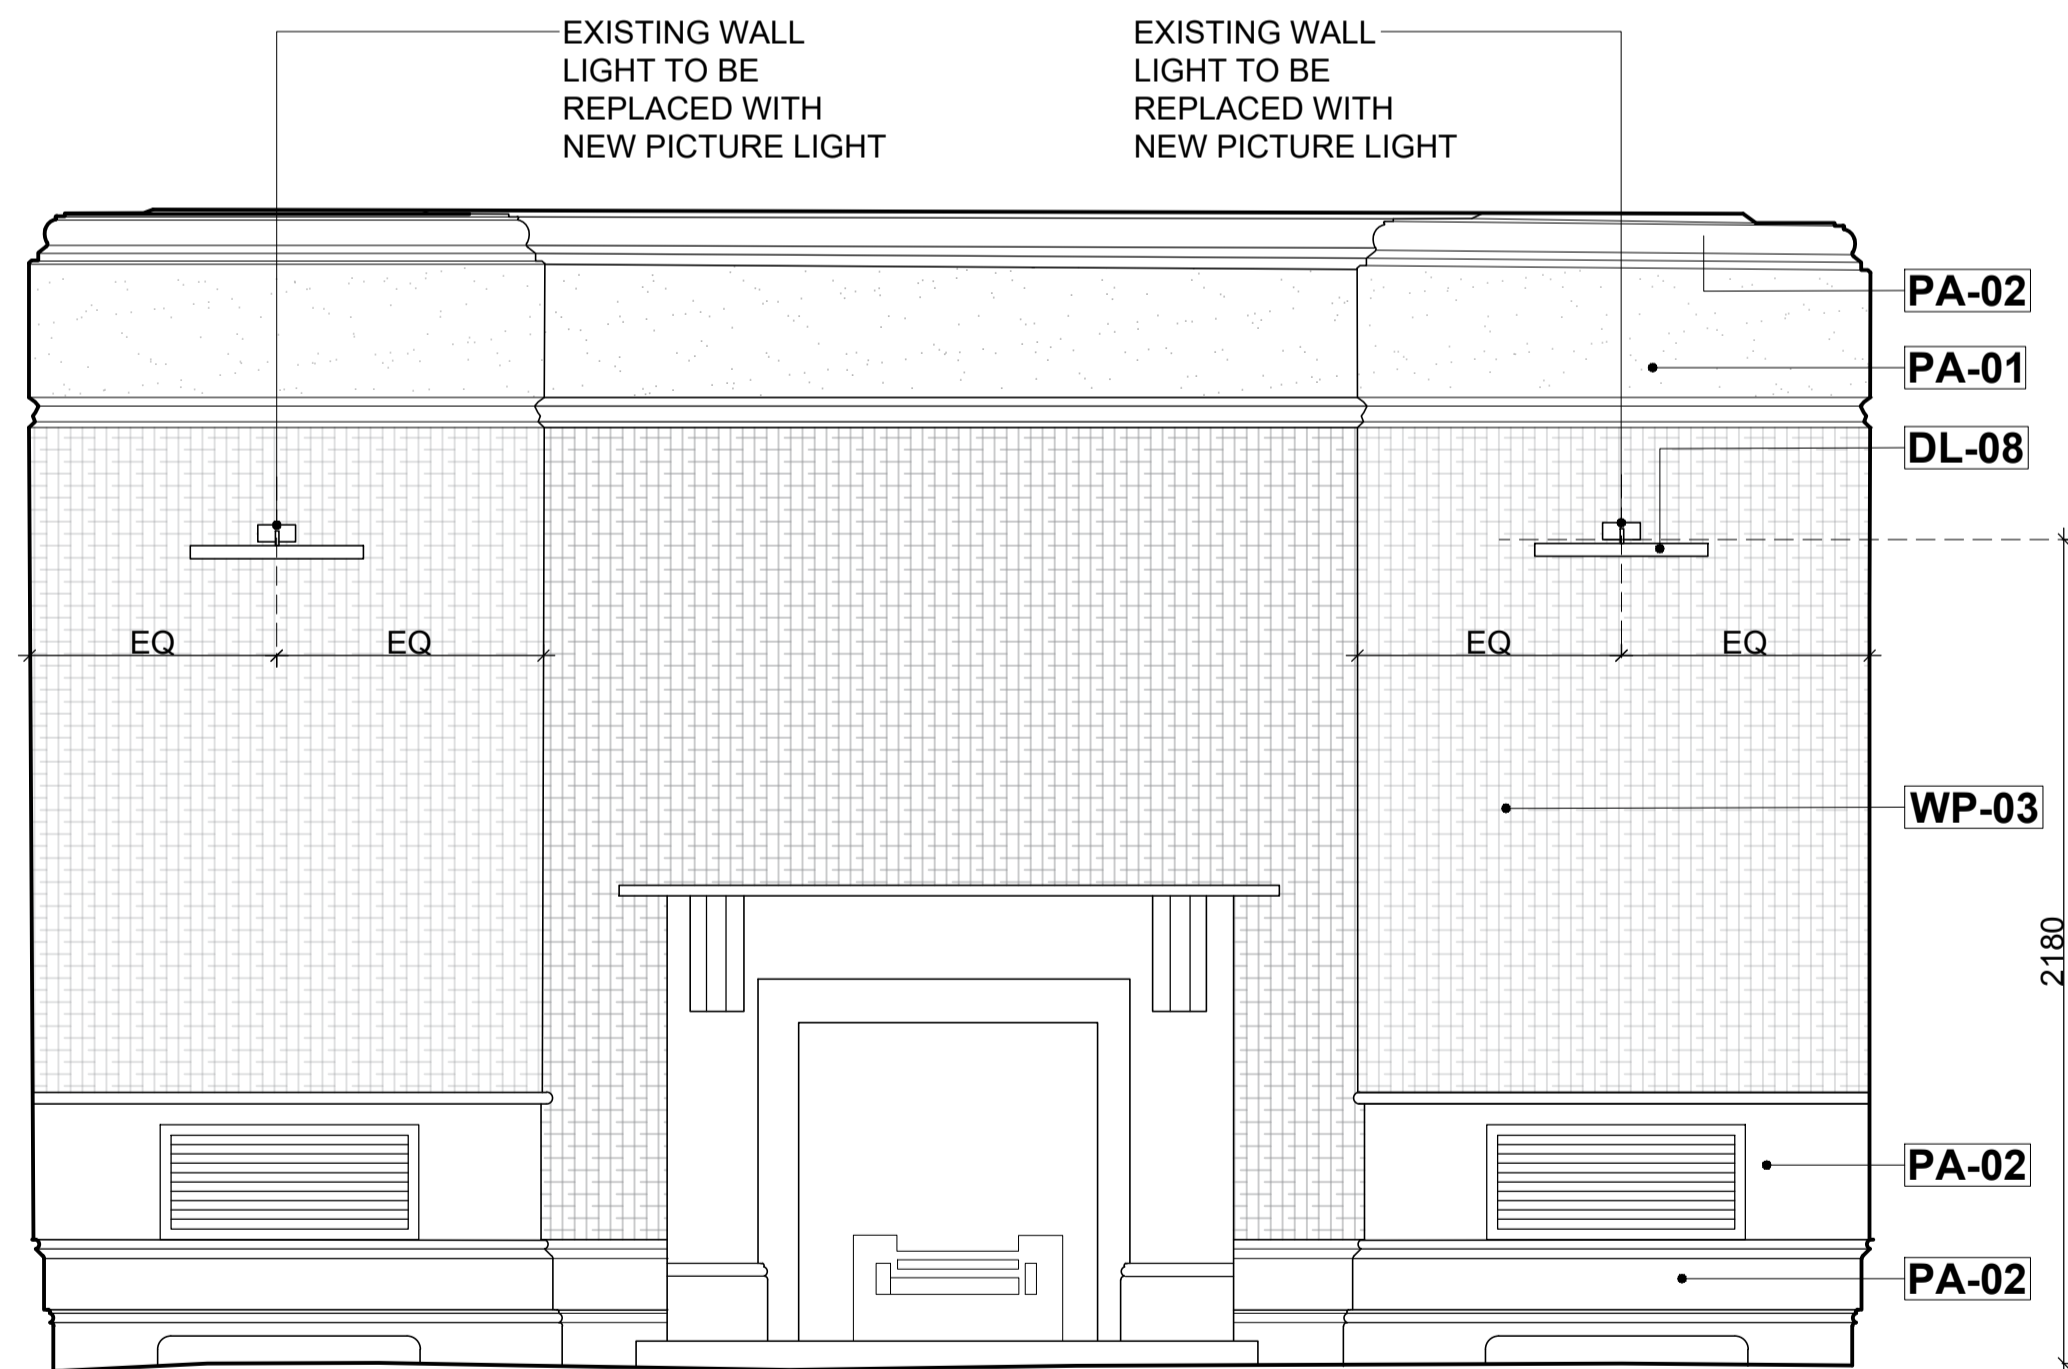 EXISTING WALL
LIGHT TO BE
REPLACED WITH
NEW PICTURE LIGHT
EXISTING WALL
LIGHT TO BE
REPLACED WITH
NEW PICTURE LIGHT
PA-02
PA-01
DL-08
EQ
EQ
EQ
EQ
WP-03
2180
PA-02
PA-02